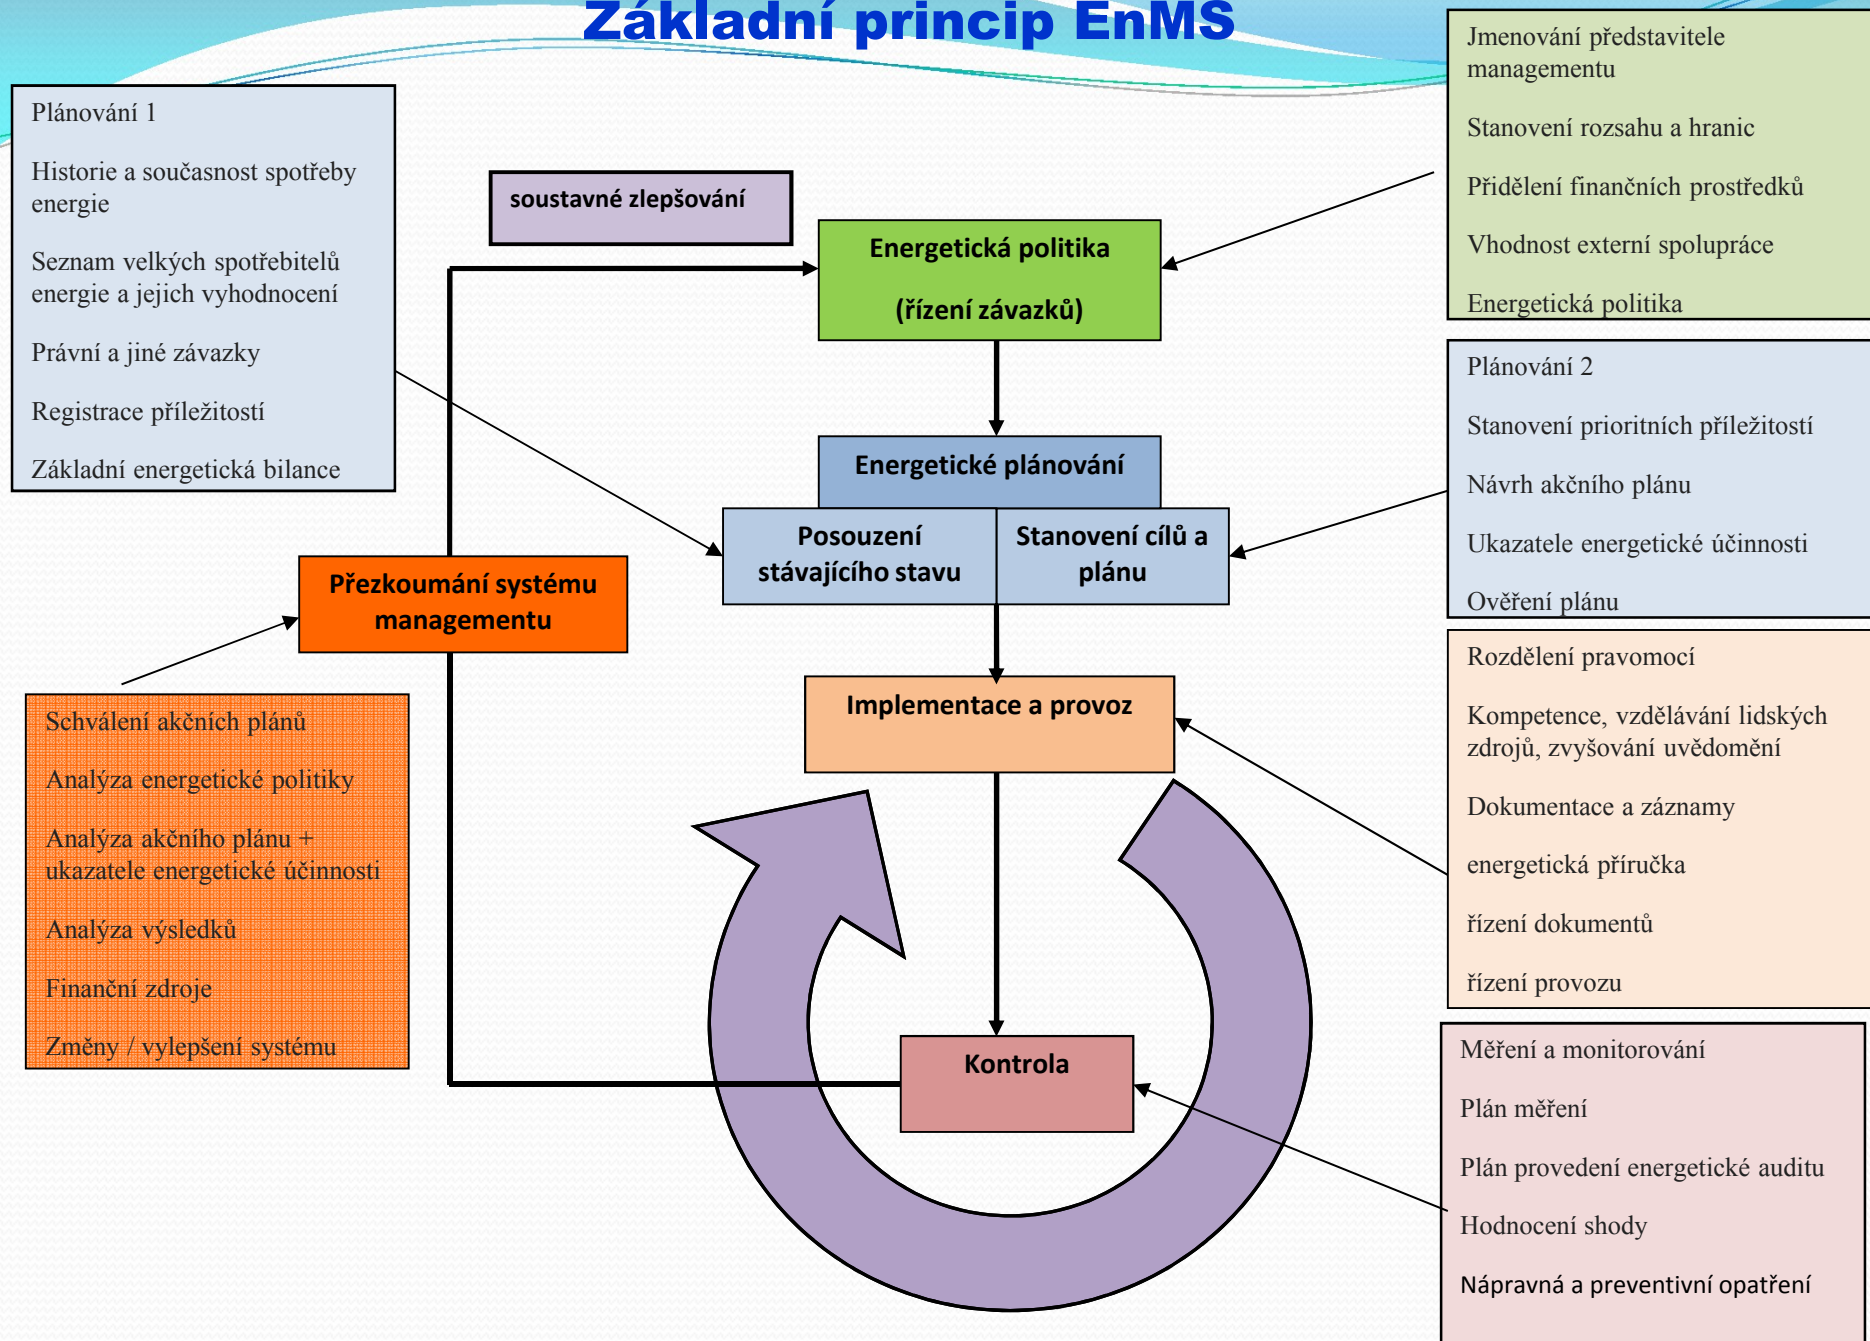 Základní princip EnMS
Plánování 1
Historie a současnost spotřeby
energie
Seznam velkých spotřebitelů
energie a jejich vyhodnocení
Právní a jiné závazky
Registrace příležitostí
Základní energetická bilance
soustavné zlepšování
Energetická politika
(řízení závazků)
Jmenování představitele
managementu
Stanovení rozsahu a hranic
Přidělení finančních prostředků
Vhodnost externí spolupráce
Energetická politika
Energetické plánování
Posouzení
stávajícího stavu
Stanovení cílů a
plánu
Plánování 2
Stanovení prioritních příležitostí
Návrh akčního plánu
Ukazatele energetické účinnosti
Ověření plánu
Přezkoumání systému
managementu
Implementace a provoz
Rozdělení pravomocí
Kompetence, vzdělávání lidských
zdrojů, zvyšování uvědomění
Dokumentace a záznamy
energetická příručka
řízení dokumentů
řízení provozu
Schválení akčních plánů
Analýza energetické politiky
Analýza akčního plánu +
ukazatele energetické účinnosti
Analýza výsledků
Finanční zdroje
Změny / vylepšení systému
Kontrola
Měření a monitorování
Plán měření
Plán provedení energetické auditu
Hodnocení shody
Nápravná a preventivní opatření